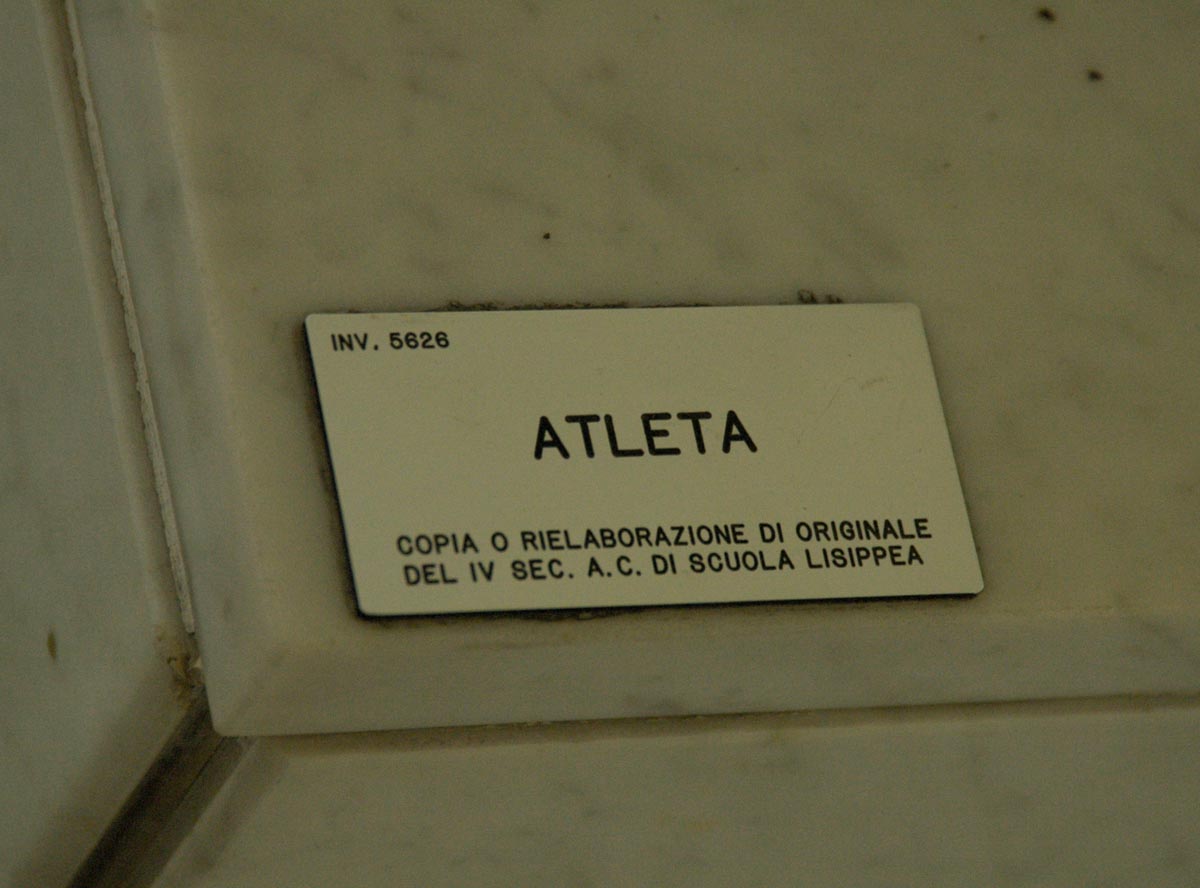 INV. 5626
ATLETA
COPIA O RIELABORAZIONE DI ORIGINALE
DEL IV SEC. A.C. DI SCUOLA LISIPPEA